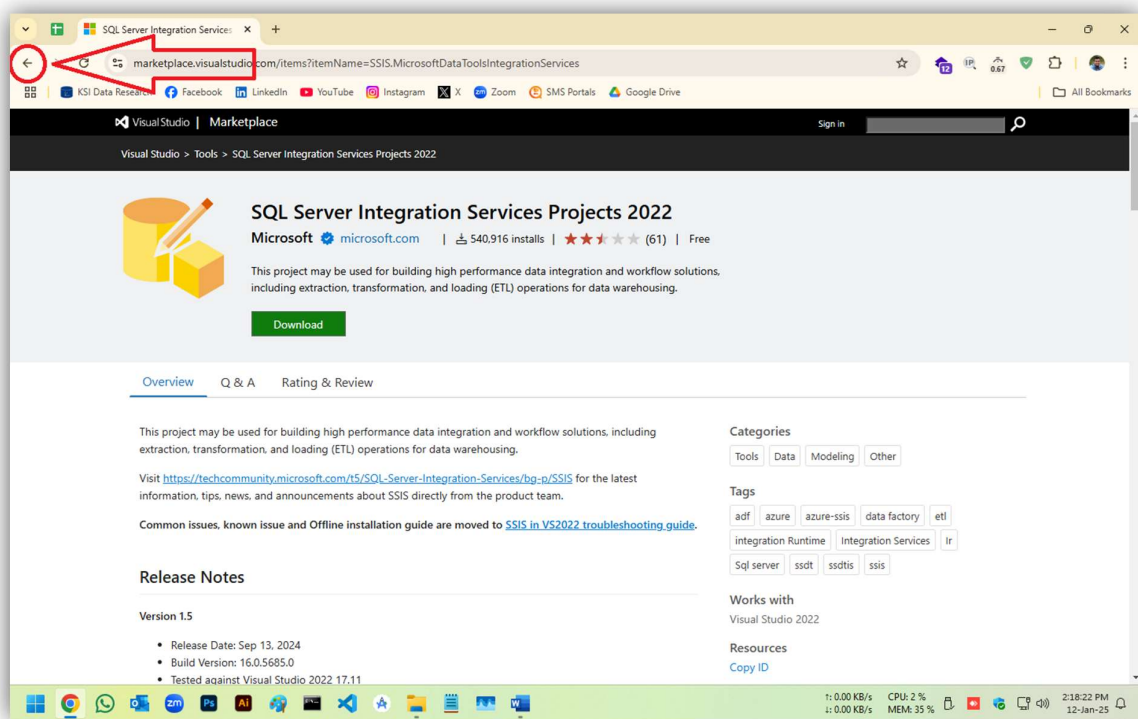 SQL Server Integration Services
marketplace.visualstudio.com/items?itemName=SSIS.MicrosoftDataToolsIntegrationServices
12
IP
0.67
KSI Data Research
Facebook
LinkedIn
YouTube
Instagram
X
Zoom
SMS Portals
Google Drive
All Bookmarks
Visual Studio | Marketplace
Sign in
Visual Studio > Tools > SQL Server Integration Services Projects 2022
SQL Server Integration Services Projects 2022
Microsoft microsoft.com | 540,916 installs | (61) | Free
This project may be used for building high performance data integration and workflow solutions,
including extraction, transformation, and loading (ETL) operations for data warehousing.
Download
Overview Q & A Rating & Review
This project may be used for building high performance data integration and workflow solutions, including
extraction, transformation, and loading (ETL) operations for data warehousing.
Visit https://techcommunity.microsoft.com/t5/SQL-Server-Integration-Services/bg-p/SSIS for the latest
information, tips, news, and announcements about SSIS directly from the product team.
Common issues, known issue and Offline installation guide are moved to SSIS in VS2022 troubleshooting guide.
Release Notes
Version 1.5
• Release Date: Sep 13, 2024
• Build Version: 16.0.5685.0
• Tested against Visual Studio 2022 17.11
Categories
Tools Data Modeling Other
Tags
adf azure azure-ssis data factory etl
integration Runtime Integration Services Ir
Sql server ssdt ssdtis ssis
Works with
Visual Studio 2022
Resources
Copy ID
zm
Ps
Ai
↑: 0.00 KB/s CPU: 2 %
↓: 0.00 KB/s MEM: 35 %
2:18:22 PM
12-Jan-25